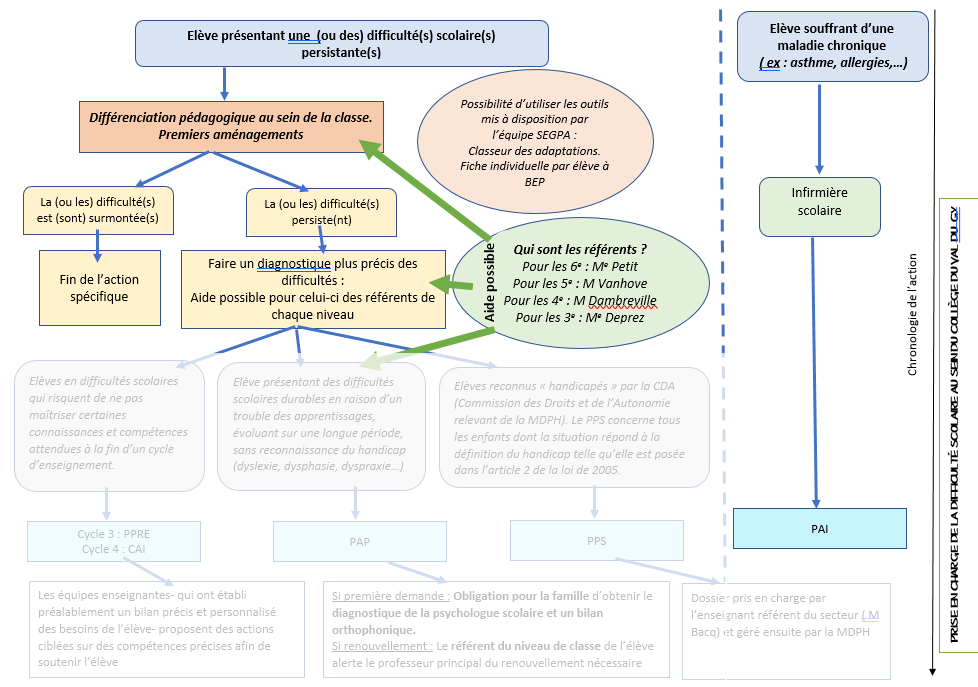 Elève présentant une (ou des) difficulté(s) scolaire(s)
persistante(s)
Elève souffrant d'une
maladie chronique
( ex : asthme, allergies,…)
Différenciation pédagogique au sein de la classe.
Premiers aménagements
Possibilité d'utiliser les outils
mis à disposition par
l'équipe SEGPA :
Classeur des adaptations.
Fiche individuelle par élève à
BEP
La (ou les) difficulté(s)
est (sont) surmontée(s)
La (ou les) difficulté(s)
persiste(nt)
Infirmière
scolaire
Fin de l'action
spécifique
Faire un diagnostique plus précis des
difficultés :
Aide possible pour celui-ci des référents de
chaque niveau
Aide possible
Qui sont les référents ?
Pour les 6e : Me Petit
Pour les 5e : M Vanhove
Pour les 4e : M Dambreville
Pour les 3e : Me Deprez
Chronologie de l'action
PRISE EN CHARGE DE LA DIFFICULTÉ SCOLAIRE AU SEIN DU COLLÈGE DU VAL DU GY
Elèves en difficultés scolaires
qui risquent de ne pas
maîtriser certaines
connaissances et compétences
attendues à la fin d'un cycle
d'enseignement.
Elève présentant des difficultés
scolaires durables en raison d'un
trouble des apprentissages,
évoluant sur une longue période,
sans reconnaissance du handicap
(dyslexie, dysphasie, dyspraxie…)
Elèves reconnus « handicapés » par la CDA
(Commission des Droits et de l'Autonomie
relevant de la MDPH). Le PPS concerne tous
les enfants dont la situation répond à la
définition du handicap telle qu'elle est posée
dans l'article 2 de la loi de 2005.
Cycle 3 : PPRE
Cycle 4 : CAI
PAP
PPS
PAI
Les équipes enseignantes- qui ont établi
préalablement un bilan précis et personnalisé
des besoins de l'élève- proposent des actions
ciblées sur des compétences précises afin de
soutenir l'élève
Si première demande : Obligation pour la famille d'obtenir le
diagnostique de la psychologue scolaire et un bilan
orthophonique.
Si renouvellement : Le référent du niveau de classe de l'élève
alerte le professeur principal du renouvellement nécessaire
Dossier pris en charge par
l'enseignant référent du secteur ( M
Bacq) et géré ensuite par la MDPH